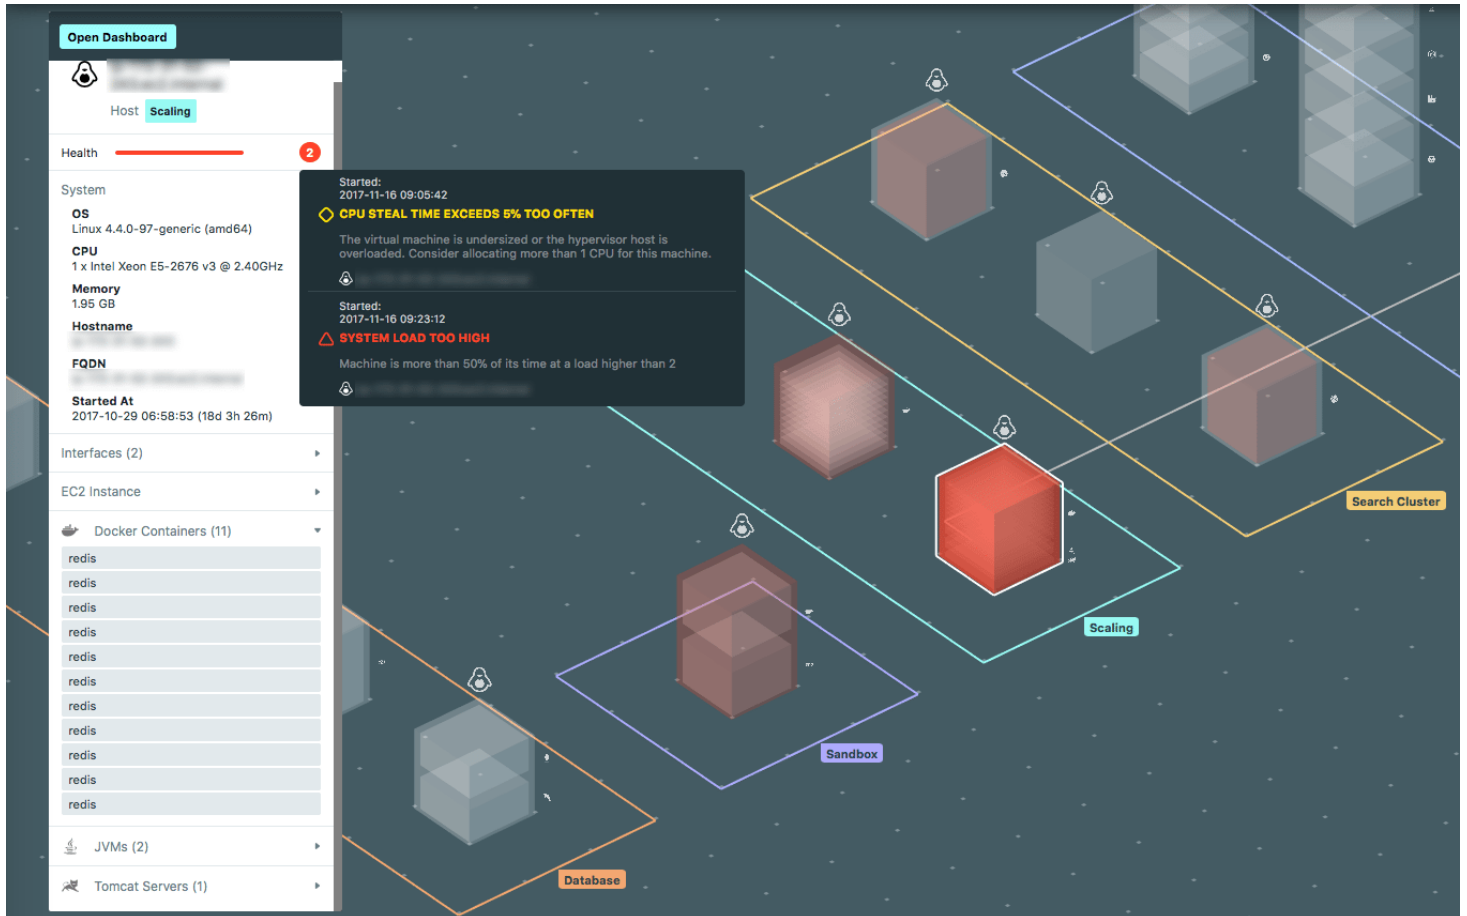 Open Dashboard
Host Scaling
Health 2
System
OS
Linux 4.4.0-97-generic (amd64)
CPU
1 x Intel Xeon E5-2676 v3 @ 2.40GHz
Memory
1.95 GB
Hostname
FQDN
Started At
2017-10-29 06:58:53 (18d 3h 26m)
Interfaces (2)
EC2 Instance
Docker Containers (11)
redis
redis
redis
redis
redis
redis
redis
redis
redis
redis
redis
JVMs (2)
Tomcat Servers (1)
Started:
2017-11-16 09:05:42
CPU STEAL TIME EXCEEDS 5% TOO OFTEN
The virtual machine is undersized or the hypervisor host is
overloaded. Consider allocating more than 1 CPU for this machine.
Started:
2017-11-16 09:23:12
SYSTEM LOAD TOO HIGH
Machine is more than 50% of its time at a load higher than 2
Search Cluster
Scaling
Sandbox
Database